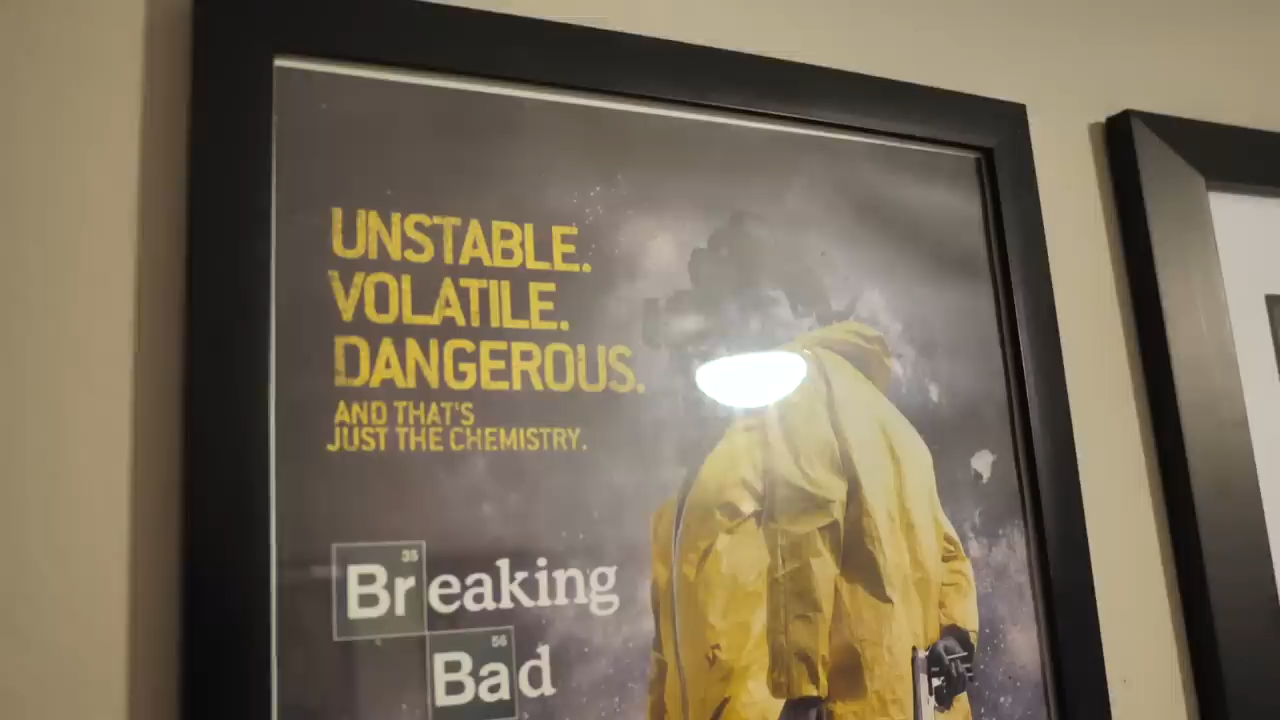 UNSTABLE.
VOLATILE.
DANGEROUS.
AND THAT'S
JUST THE CHEMISTRY.
35
Breaking
56
Bad